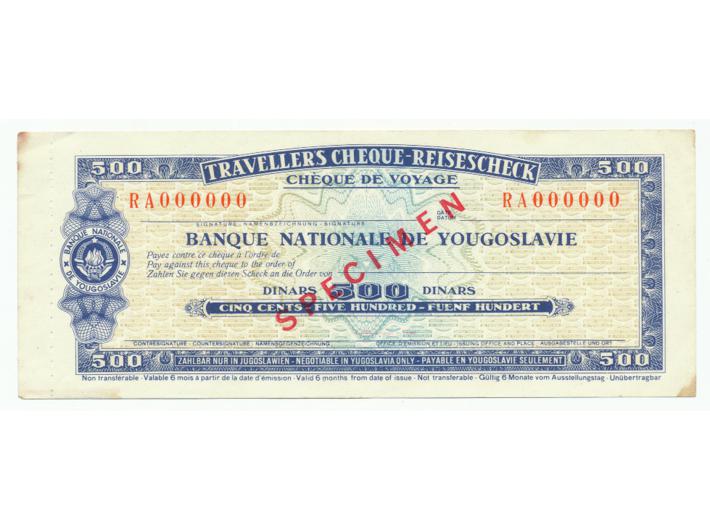 500 TRAVELLERS CHEQUE-REISESCHECK 500
CHÈQUE DE VOYAGE
RA000000 RA000000
DATE
DATUM
SIGNATURE - NAMENSZEICHNUNG - SIGNATURE
BANQUE NATIONALE DE YOUGOSLAVIE
BANQUE NATIONALE DE YOUGOSLAVIE
Payez contre ce chèque à l'ordre de
Pay against this cheque to the order of
Zahlen Sie gegen diesen Scheck an die Order von
DINARS 500 DINARS
CINQ CENTS - FIVE HUNDRED - FUENF HUNDERT
SPECIMEN
CONTRESIGNATURE - COUNTERSIGNATURE - NAMENSGEGENZEICHNUNG OFFICE D'EMISSION ET LIEU - ISSUING OFFICE AND PLACE - AUSGABESTELLE UND ORT
500 ZAHLBAR NUR IN JUGOSLAWIEN - NEGOTIABLE IN YUGOSLAVIA ONLY - PAYABLE EN YOUGOSLAVIE SEULEMENT 500
Non transférable - Valable 6 mois à partir de la date d'émission - Valid 6 months from date of issue - Not transferable - Gültig 6 Monate vom Ausstellungstag - Unübertragbar